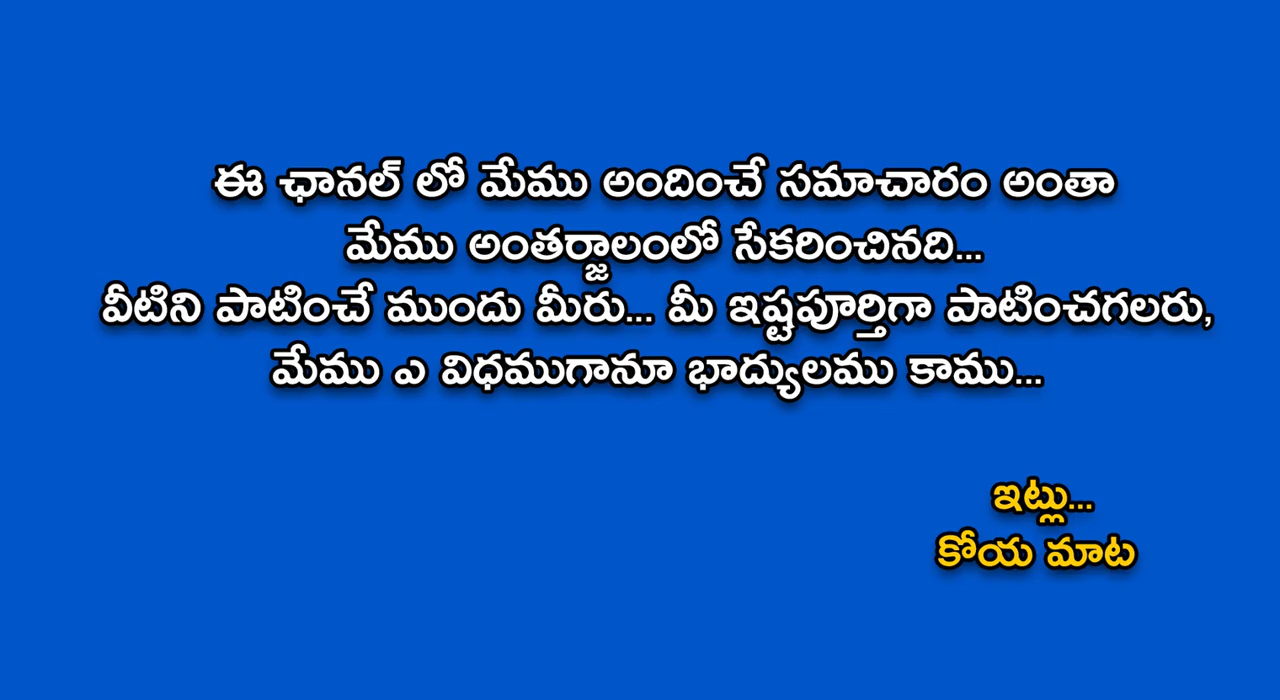 ఈ ఛానల్ లో మేము అందించే సమాచారం అంతా
మేము అంతర్జాలంలో సేకరించినది...
వీటిని పాటించే ముందు మీరు... మీ ఇష్టపూర్తిగా పాటించగలరు,
మేము ఎ విధముగానూ భాద్యులము కాము...
ఇట్లు...
కోయ మాట